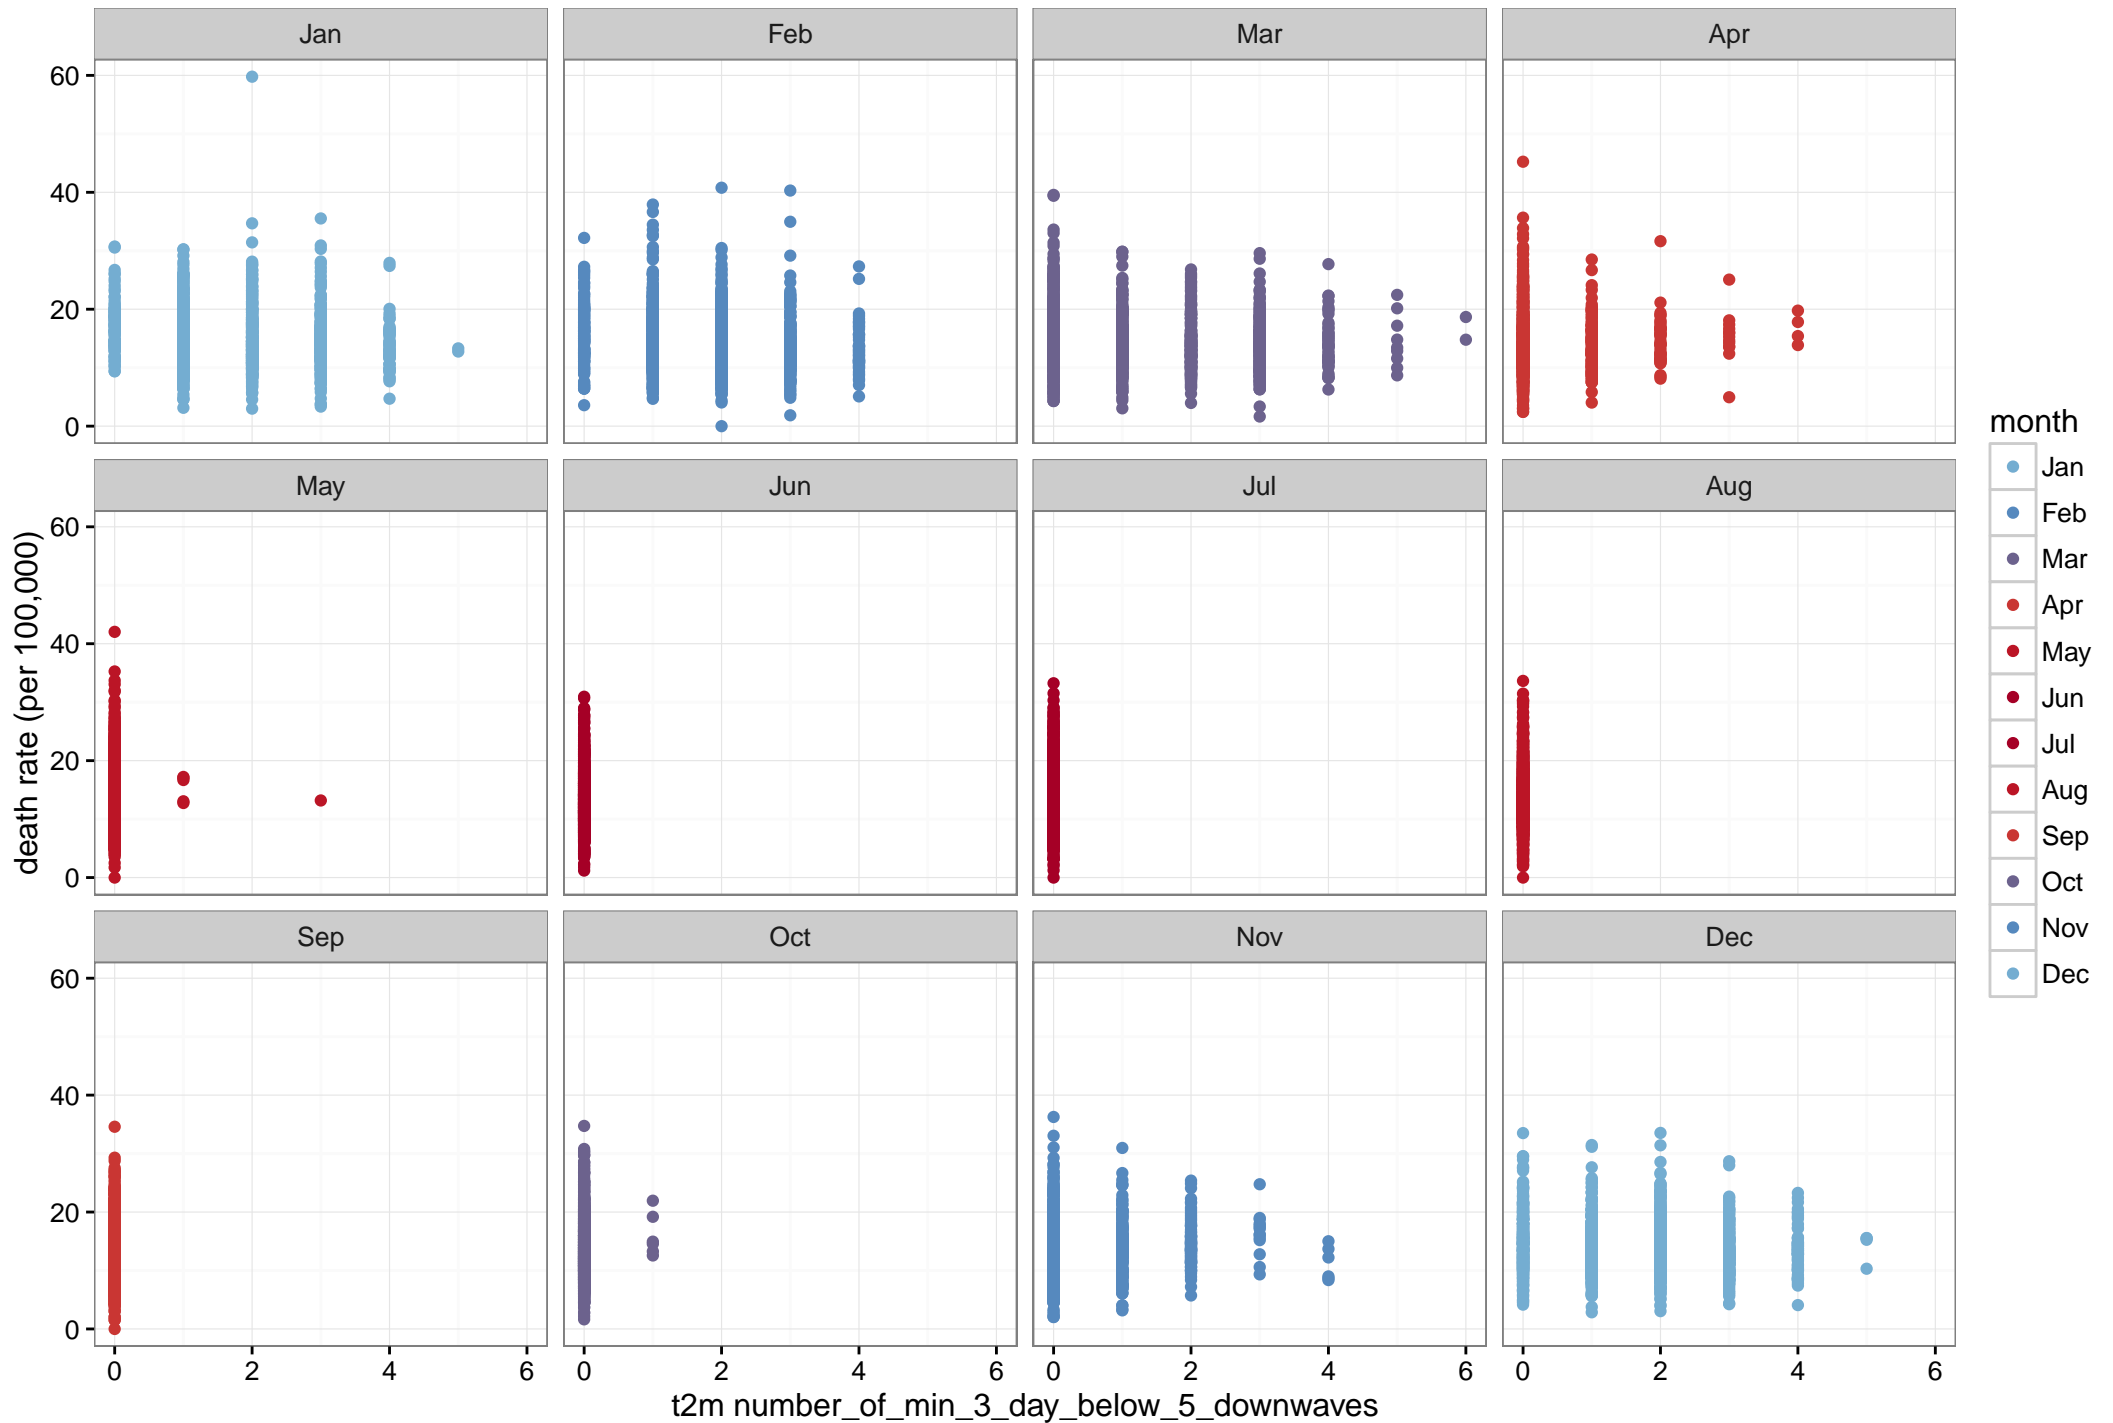 Jan Feb Mar Apr
60
40
20
0
May Jun Jul Aug
60
40
20
0
Sep Oct Nov Dec
60
40
20
0
0 2 4 6 0 2 4 6 0 2 4 6 0 2 4 6
t2m number_of_min_3_day_below_5_downwaves
death rate (per 100,000)
month
Jan
Feb
Mar
Apr
May
Jun
Jul
Aug
Sep
Oct
Nov
Dec